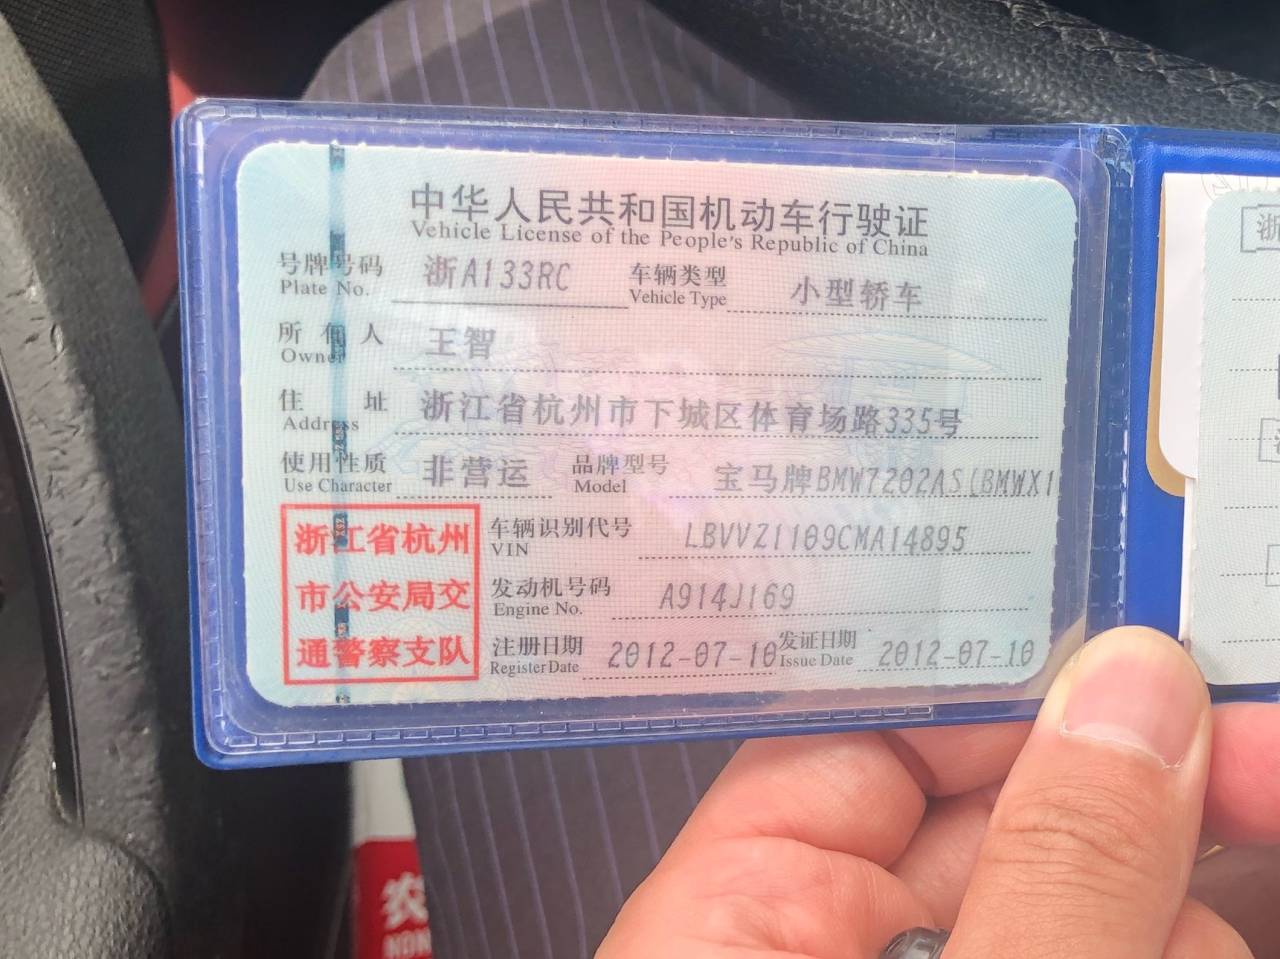 中华人民共和国机动车行驶证
Vehicle License of the People's Republic of China
号牌号码 浙A133RC 车辆类型 小型轿车
Plate No. Vehicle Type
所有人 王智
Owner
住址 浙江省杭州市下城区体育场路335号
Address
使用性质 非营运 品牌型号 宝马牌BMW7202AS(BMWX1
Use Character Model
浙江省杭州
市公安局交
通警察支队
车辆识别代号 LBVVZ1109CMA14895
VIN
发动机号码 A914J169
Engine No.
注册日期 2012-07-10 发证日期 2012-07-10
Register Date Issue Date
浙
农